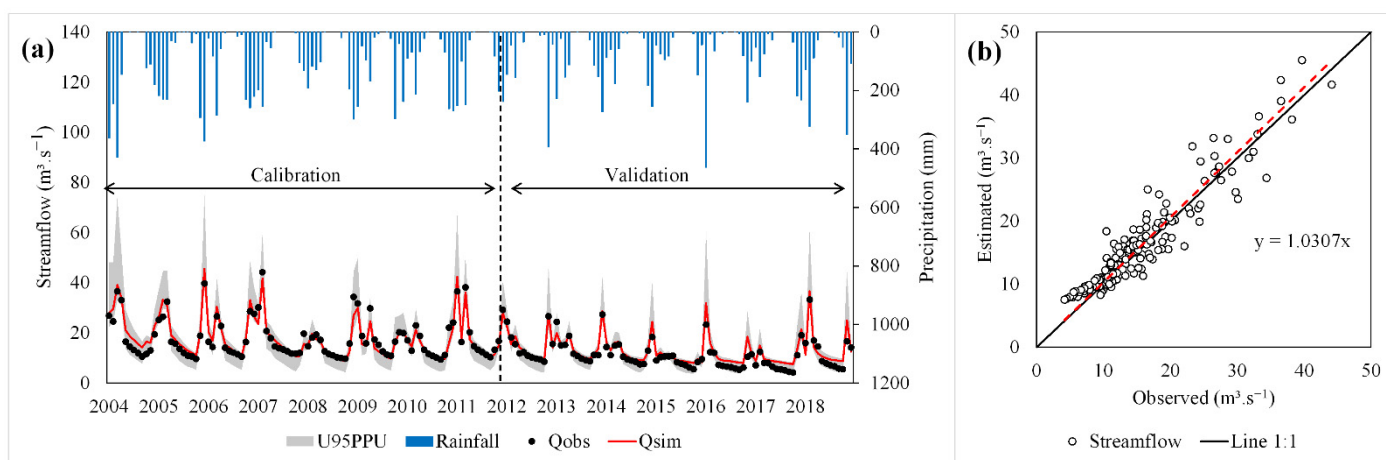 (a)
140
120
100
80
60
40
20
0
Streamflow (m³.s⁻¹)
0
200
400
600
800
1000
1200
Precipitation (mm)
Calibration
Validation
2004 2005 2006 2007 2008 2009 2010 2011 2012 2013 2014 2015 2016 2017 2018
U95PPU Rainfall Qobs Qsim
(b)
50
40
30
20
10
0
Estimated (m³.s⁻¹)
y = 1.0307x
0 10 20 30 40 50
Observed (m³.s⁻¹)
Streamflow Line 1:1